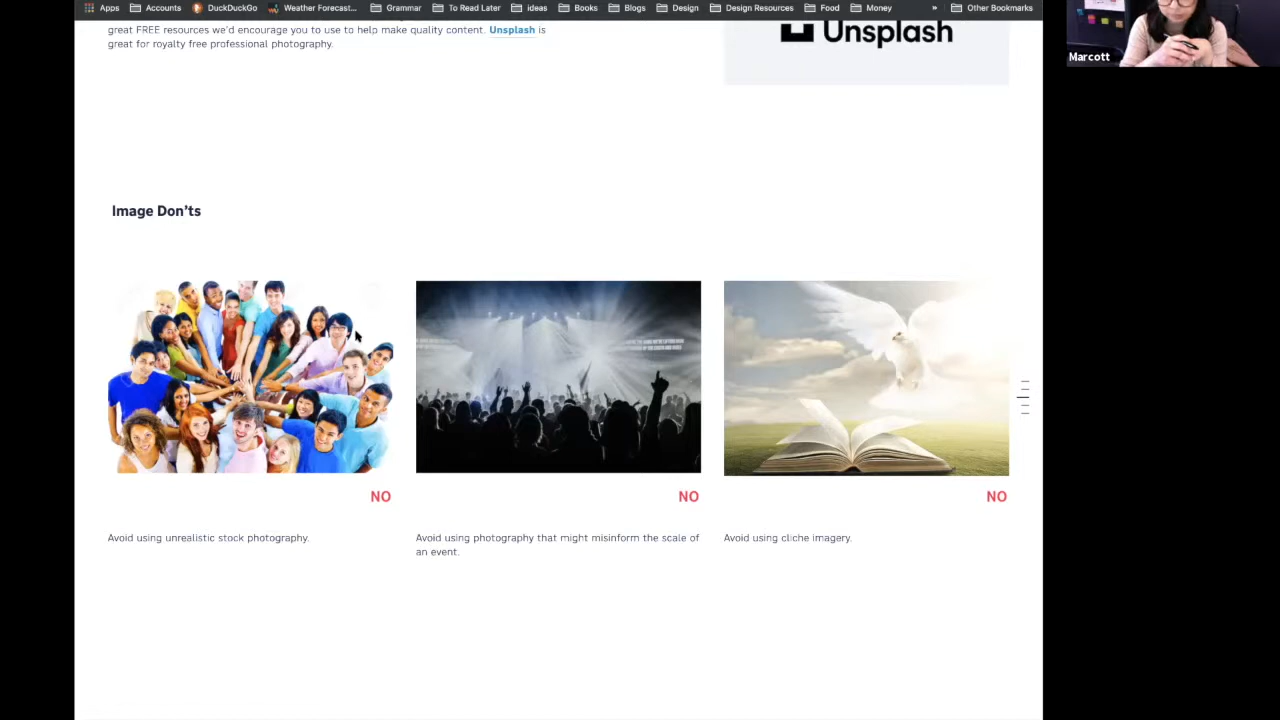 Apps Accounts DuckDuckGo Weather Forecast... Grammar To Read Later ideas Books Blogs Design Design Resources Food Money » Other Bookmarks
great FREE resources we'd encourage you to use to help make quality content. Unsplash is
great for royalty free professional photography.
Unsplash
Marcott
Image Don'ts
NO
NO
NO
Avoid using unrealistic stock photography.
Avoid using photography that might misinform the scale of
an event.
Avoid using cliche imagery.